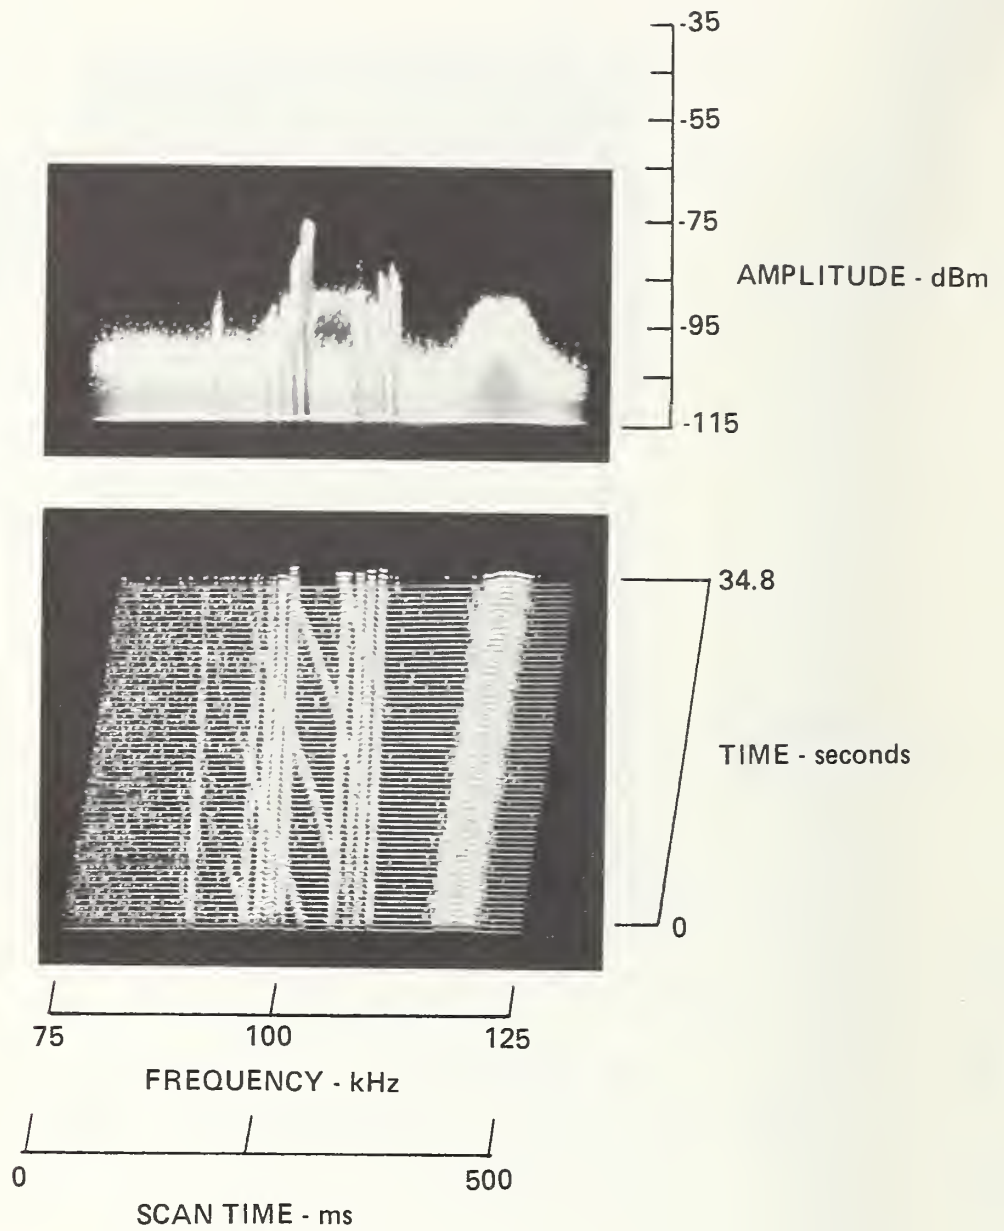 -35
-55
-75
AMPLITUDE - dBm
-95
-115
34.8
TIME - seconds
0
75 100 125
FREQUENCY - kHz
0 500
SCAN TIME - ms